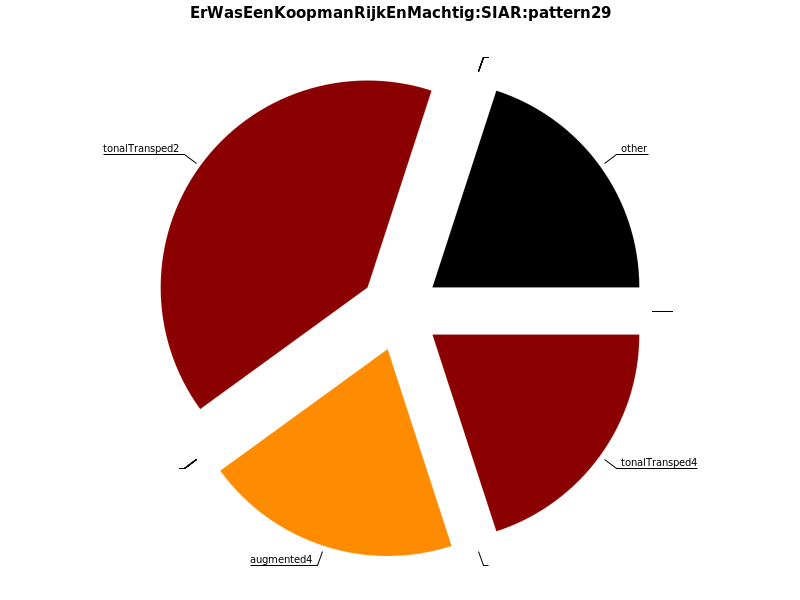 ErWasEenKoopmanRijkEnMachtig:SIAR:pattern29
tonalTransped2
other
tonalTransped4
augmented4